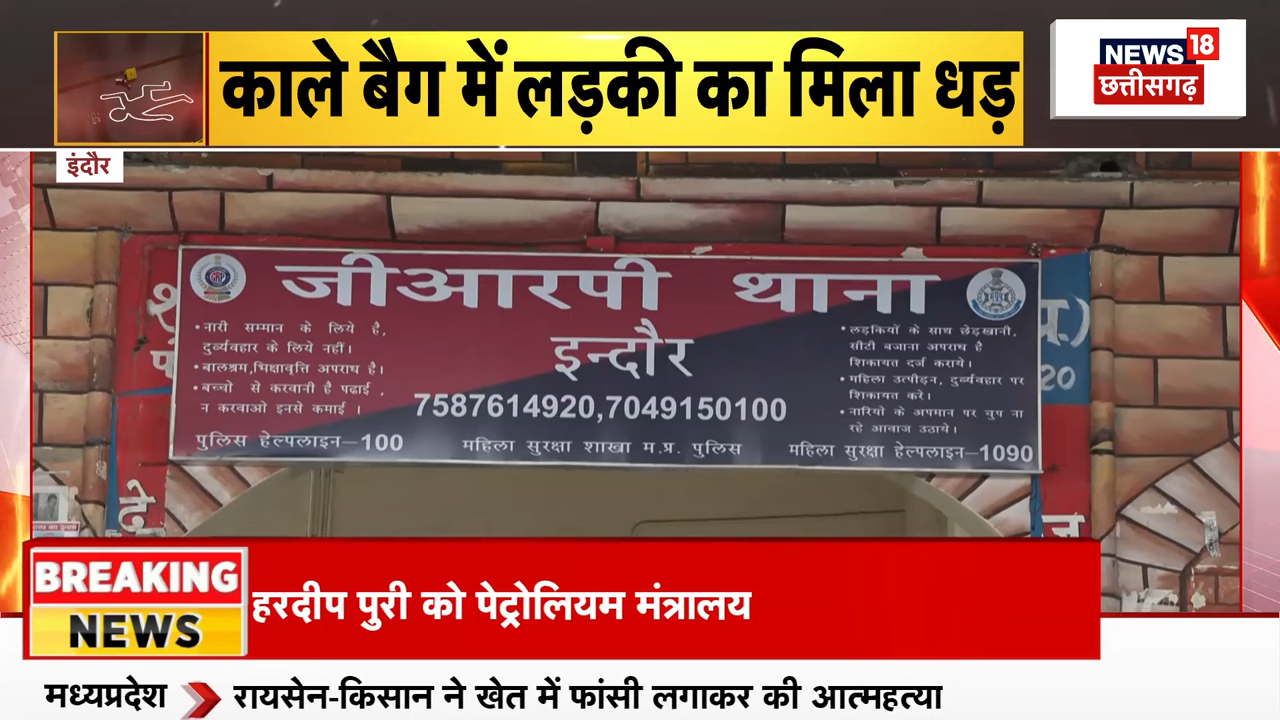 काले बैग में लड़की का मिला धड़
NEWS 18
छत्तीसगढ़
इंदौर
जीआरपी थाना
इन्दौर
7587614920,7049150100
•नारी सम्मान के लिये है,
दुर्व्यवहार के लिये नहीं।
•बालश्रम,भिक्षावृत्ति अपराध है।
•बच्चो से करवानी है पढाई ,
न करवाओ इनसे कमाई ।
•लड़कियों के साथ छेड़खानी,
सीटी बजाना अपराध है
शिकायत दर्ज कराये।
•महिला उत्पीड़न, दुर्व्यवहार पर
शिकायत करे।
•नारियो के अपमान पर चुप ना
रहे आवाज उठाये।
पुलिस हेल्पलाइन–100
महिला सुरक्षा शाखा म.प्र. पुलिस
महिला सुरक्षा हेल्पलाइन–1090
प्र.)
20
दे
BREAKING
NEWS
हरदीप पुरी को पेट्रोलियम मंत्रालय
मध्यप्रदेश
रायसेन-किसान ने खेत में फांसी लगाकर की आत्महत्या